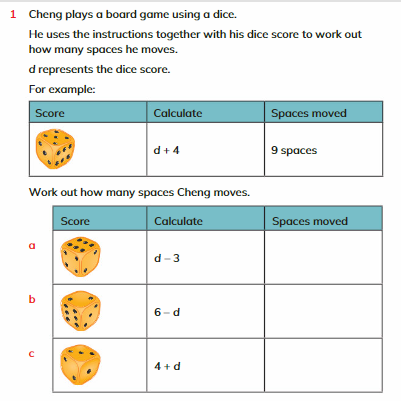 1 Cheng plays a board game using a dice.
He uses the instructions together with his dice score to work out
how many spaces he moves.
d represents the dice score.
For example:
Score Calculate Spaces moved
d + 4 9 spaces
Work out how many spaces Cheng moves.
Score Calculate Spaces moved
a d – 3
b 6 – d
c 4 + d